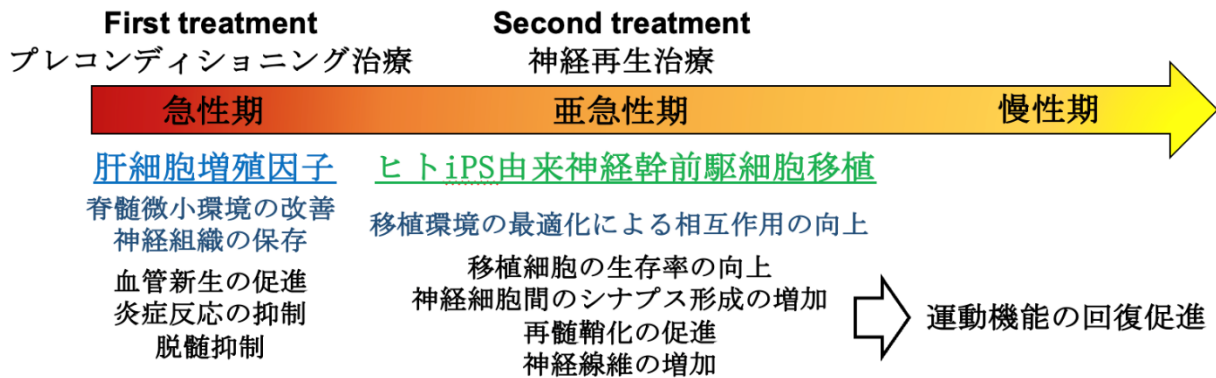 First treatment
プレコンディショニング治療
Second treatment
神経再生治療
急性期
亜急性期
慢性期
肝細胞増殖因子
脊髄微小環境の改善
神経組織の保存
血管新生の促進
炎症反応の抑制
脱髄抑制
ヒトiPS由来神経幹前駆細胞移植
移植環境の最適化による相互作用の向上
移植細胞の生存率の向上
神経細胞間のシナプス形成の増加
再髄鞘化の促進
神経線維の増加
運動機能の回復促進